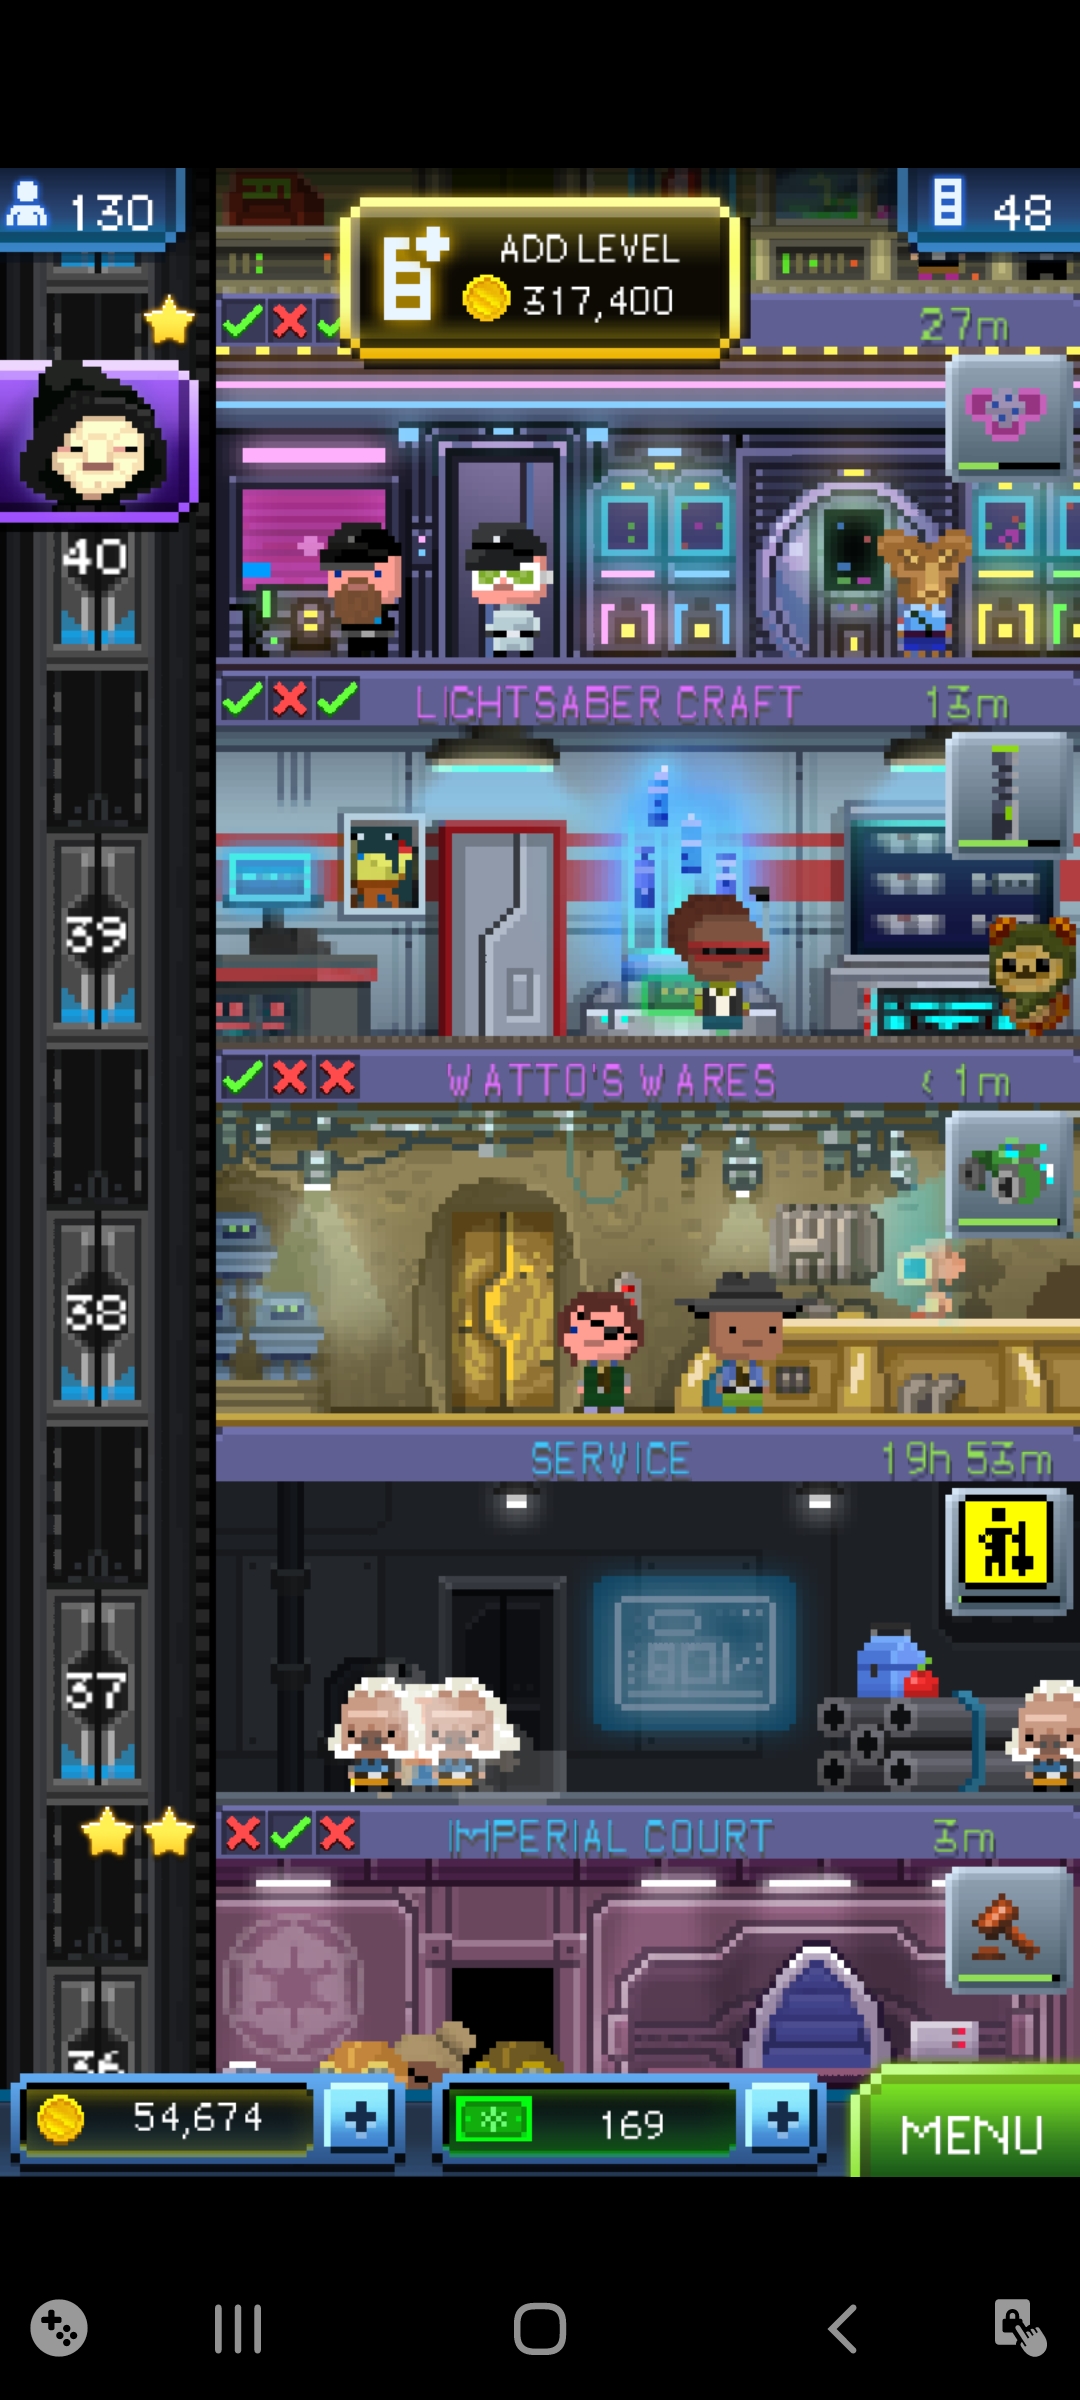 130
ADD LEVEL
317,400
48
27m
40
LIGHTSABER CRAFT
13m
39
WATTO'S WARES
< 1m
38
SERVICE
19h 53m
37
IMPERIAL COURT
3m
36
54,674
169
MENU